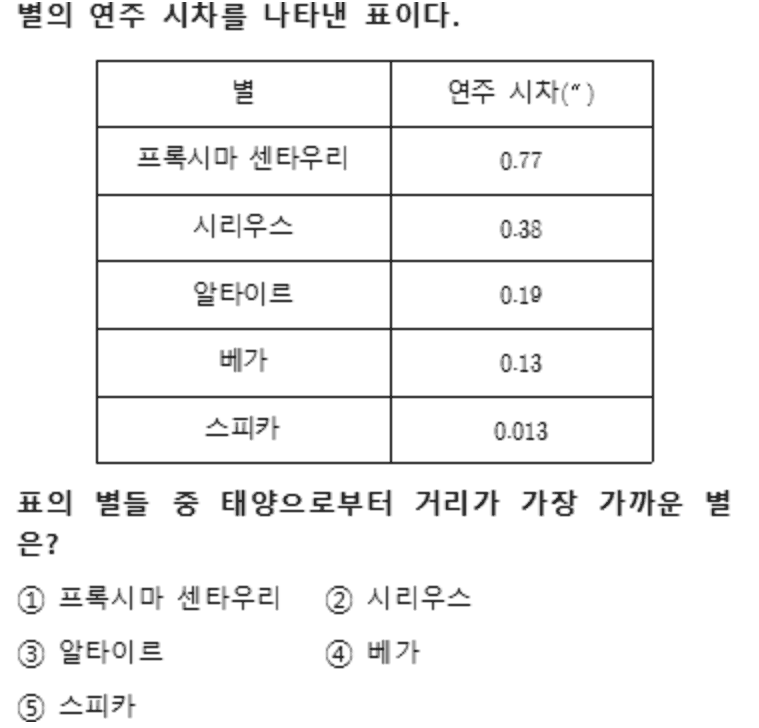 별의 연주 시차를 나타낸 표이다.
별 연주 시차(″)
프록시마 센타우리 0.77
시리우스 0.38
알타이르 0.19
베가 0.13
스피카 0.013
표의 별들 중 태양으로부터 거리가 가장 가까운 별
은?
① 프록시마 센타우리 ② 시리우스
③ 알타이르 ④ 베가
⑤ 스피카